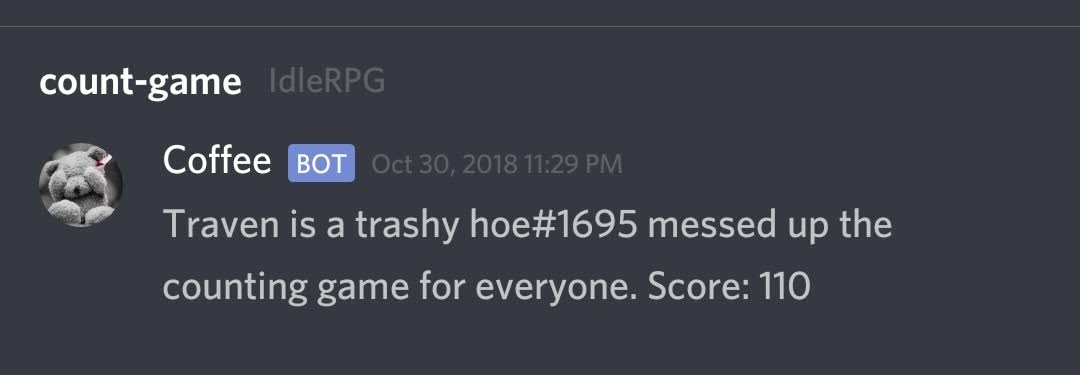 count-game IdleRPG
Coffee BOT Oct 30, 2018 11:29 PM
Traven is a trashy hoe#1695 messed up the
counting game for everyone. Score: 110